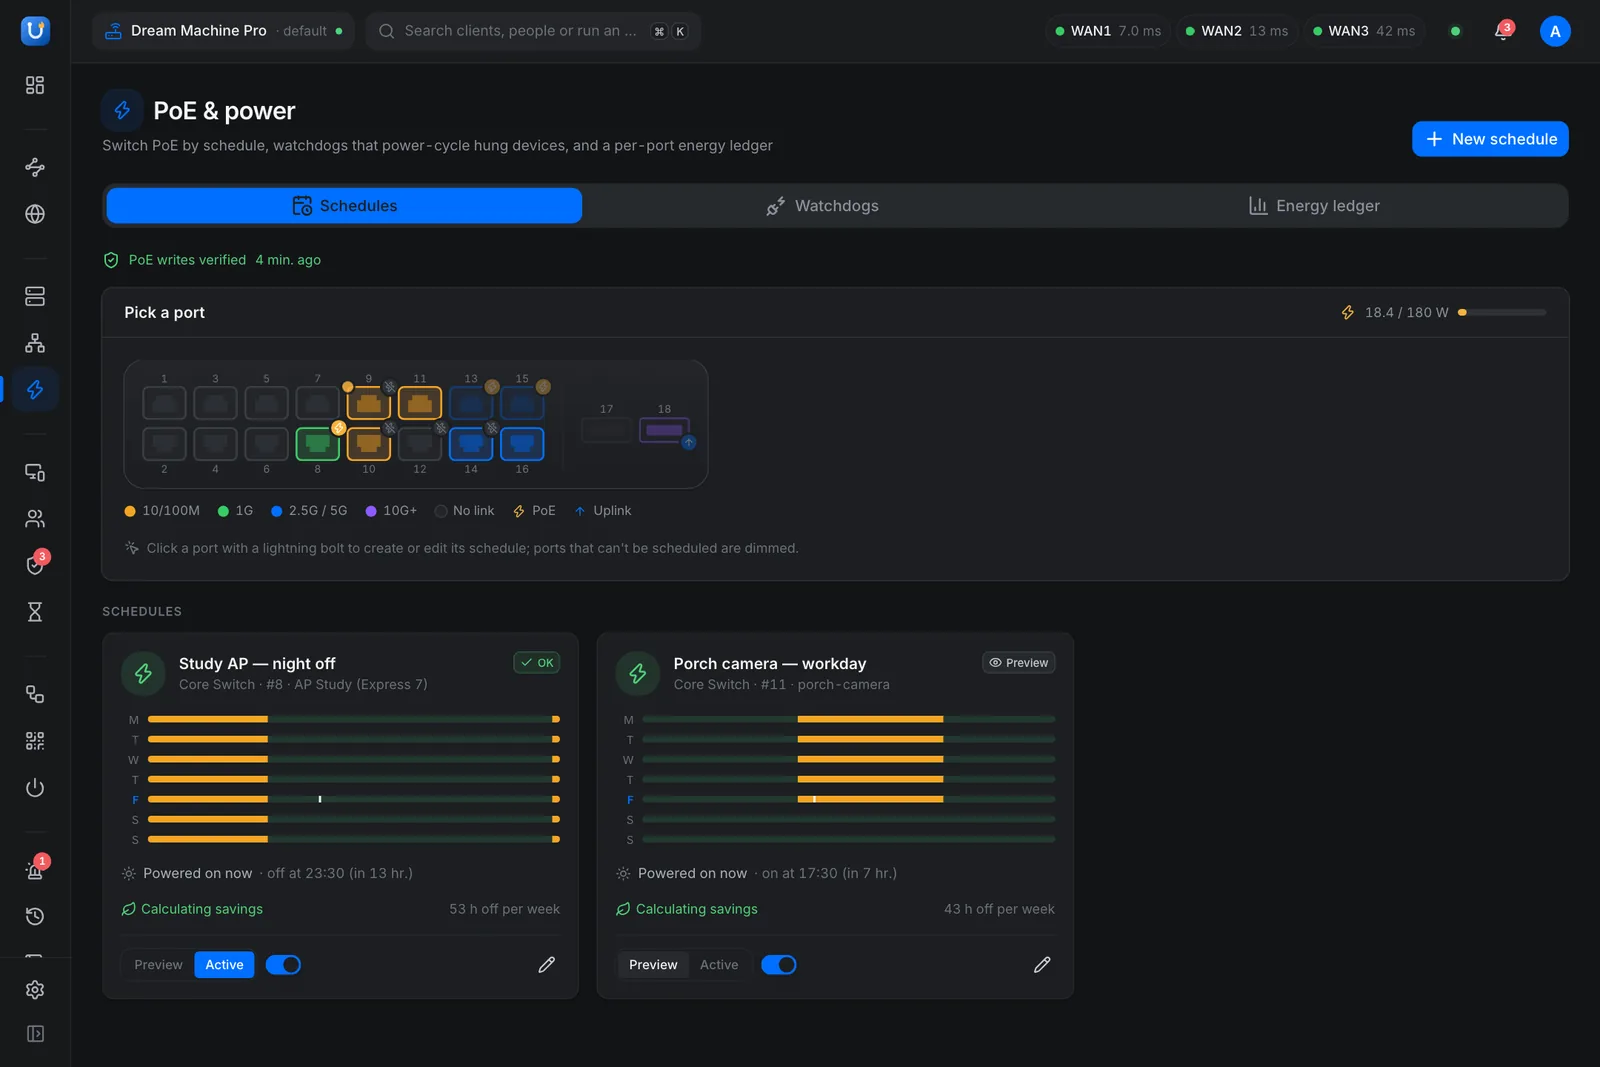 Dream Machine Pro · default
Search clients, people or run an ... ⌘ K
WAN1 7.0 ms
WAN2 13 ms
WAN3 42 ms
3
A
PoE & power
Switch PoE by schedule, watchdogs that power-cycle hung devices, and a per-port energy ledger
New schedule
Schedules
Watchdogs
Energy ledger
PoE writes verified 4 min. ago
Pick a port
18.4 / 180 W
1 3 5 7 9 11 13 15
17 18
2 4 6 8 10 12 14 16
10/100M
1G
2.5G / 5G
10G+
No link
PoE
Uplink
Click a port with a lightning bolt to create or edit its schedule; ports that can't be scheduled are dimmed.
3
1
SCHEDULES
Study AP — night off
OK
Core Switch · #8 · AP Study (Express 7)
M
T
W
T
F
S
S
Powered on now · off at 23:30 (in 13 hr.)
Calculating savings
53 h off per week
Preview
Active
Porch camera — workday
Preview
Core Switch · #11 · porch-camera
M
T
W
T
F
S
S
Powered on now · on at 17:30 (in 7 hr.)
Calculating savings
43 h off per week
Preview
Active